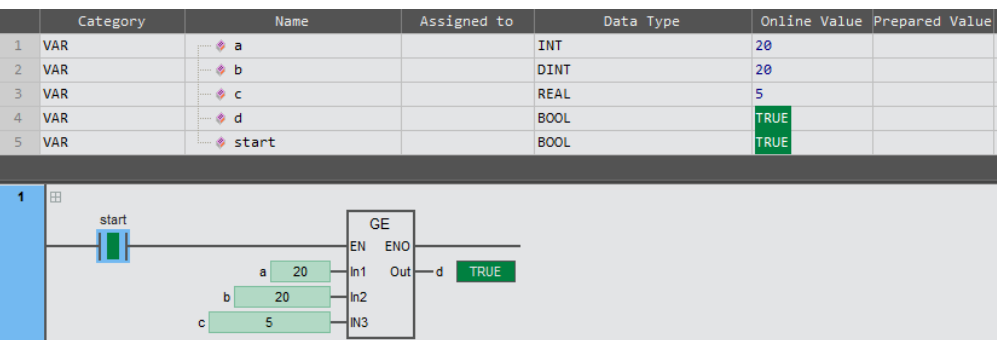 Category Name Assigned to Data Type Online Value Prepared Value
1 VAR a INT 20
2 VAR b DINT 20
3 VAR c REAL 5
4 VAR d BOOL TRUE
5 VAR start BOOL TRUE
1
start
GE
EN ENO
a 20 In1 Out d TRUE
b 20 In2
c 5 IN3